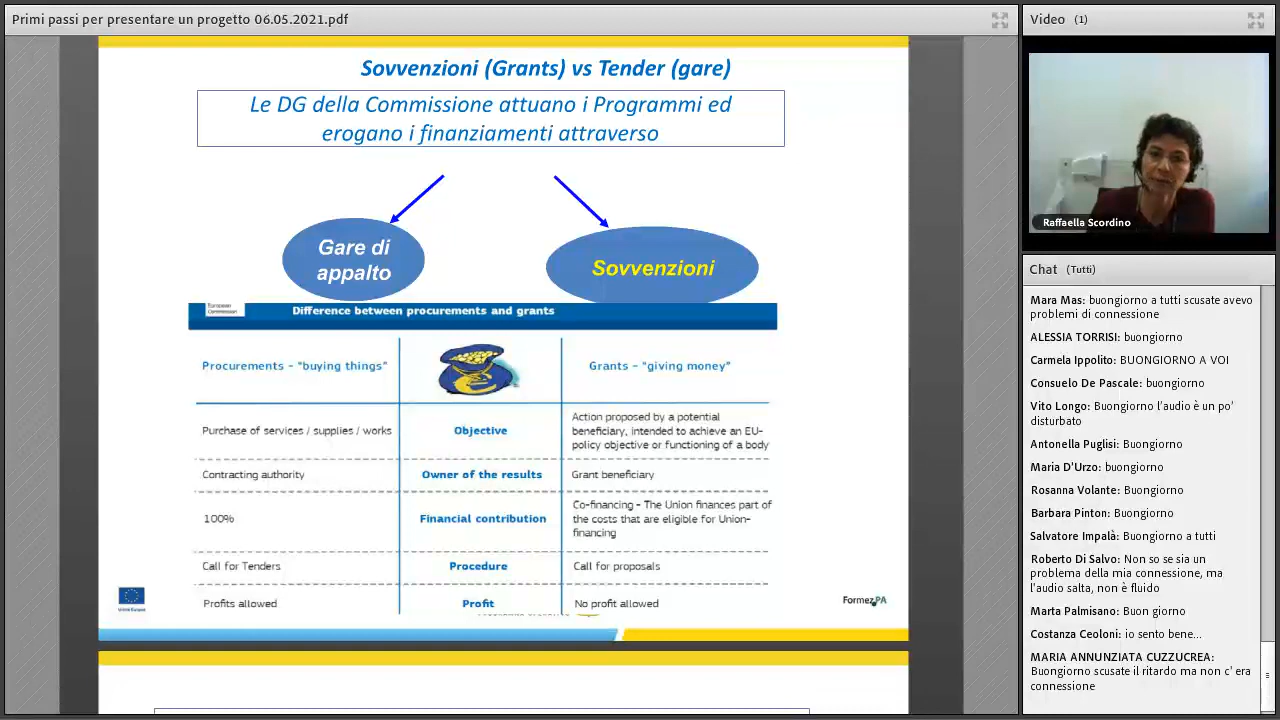 Primi passi per presentare un progetto 06.05.2021.pdf
Sovvenzioni (Grants) vs Tender (gare)
Le DG della Commissione attuano i Programmi ed
erogano i finanziamenti attraverso
Gare di
appalto
Sovvenzioni
European
Commission
Difference between procurements and grants
Procurements - "buying things"
Grants - "giving money"
Purchase of services / supplies / works
Objective
Action proposed by a potential
beneficiary, intended to achieve an EU-
policy objective or functioning of a body
Contracting authority
Owner of the results
Grant beneficiary
100%
Financial contribution
Co-financing - The Union finances part of
the costs that are eligible for Union-
financing
Call for Tenders
Procedure
Call for proposals
Profits allowed
Profit
No profit allowed
Unione Europea
FormezPA
Video (1)
Raffaella Scordino
Chat (Tutti)
Mara Mas: buongiorno a tutti scusate avevo
problemi di connessione
ALESSIA TORRISI: buongiorno
Carmela Ippolito: BUONGIORNO A VOI
Consuelo De Pascale: buongiorno
Vito Longo: Buongiorno l'audio è un po'
disturbato
Antonella Puglisi: Buongiorno
Maria D'Urzo: buongiorno
Rosanna Volante: Buongiorno
Barbara Pinton: Buongiorno
Salvatore Impalà: Buongiorno a tutti
Roberto Di Salvo: Non so se sia un
problema della mia connessione, ma
l'audio salta, non è fluido
Marta Palmisano: Buon giorno
Costanza Ceoloni: io sento bene...
MARIA ANNUNZIATA CUZZUCREA:
Buongiorno scusate il ritardo ma non c' era
connessione